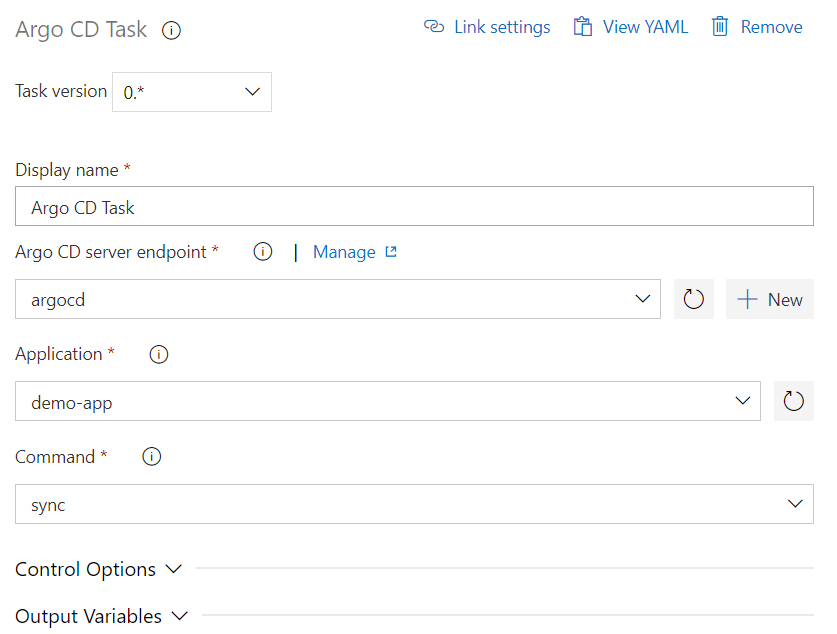 Argo CD Task Link settings View YAML Remove
Task version 0.*
Display name *
Argo CD Task
Argo CD server endpoint * | Manage
argocd New
Application *
demo-app
Command *
sync
Control Options
Output Variables